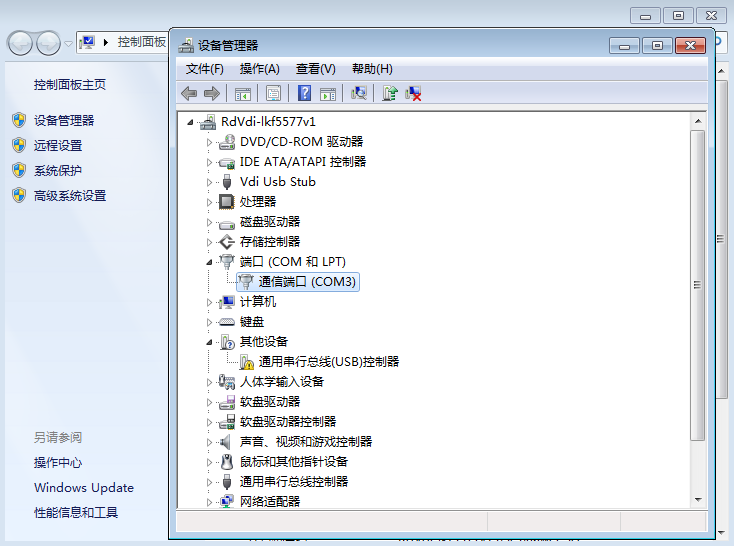 控制面板
控制面板主页
设备管理器
远程设置
系统保护
高级系统设置
另请参阅
操作中心
Windows Update
性能信息和工具
设备管理器
文件(F) 操作(A) 查看(V) 帮助(H)
RdVdi-lkf5577v1
DVD/CD-ROM 驱动器
IDE ATA/ATAPI 控制器
Vdi Usb Stub
处理器
磁盘驱动器
存储控制器
端口 (COM 和 LPT)
通信端口 (COM3)
计算机
键盘
其他设备
通用串行总线(USB)控制器
人体学输入设备
软盘驱动器
软盘驱动器控制器
声音、视频和游戏控制器
鼠标和其他指针设备
通用串行总线控制器
网络适配器